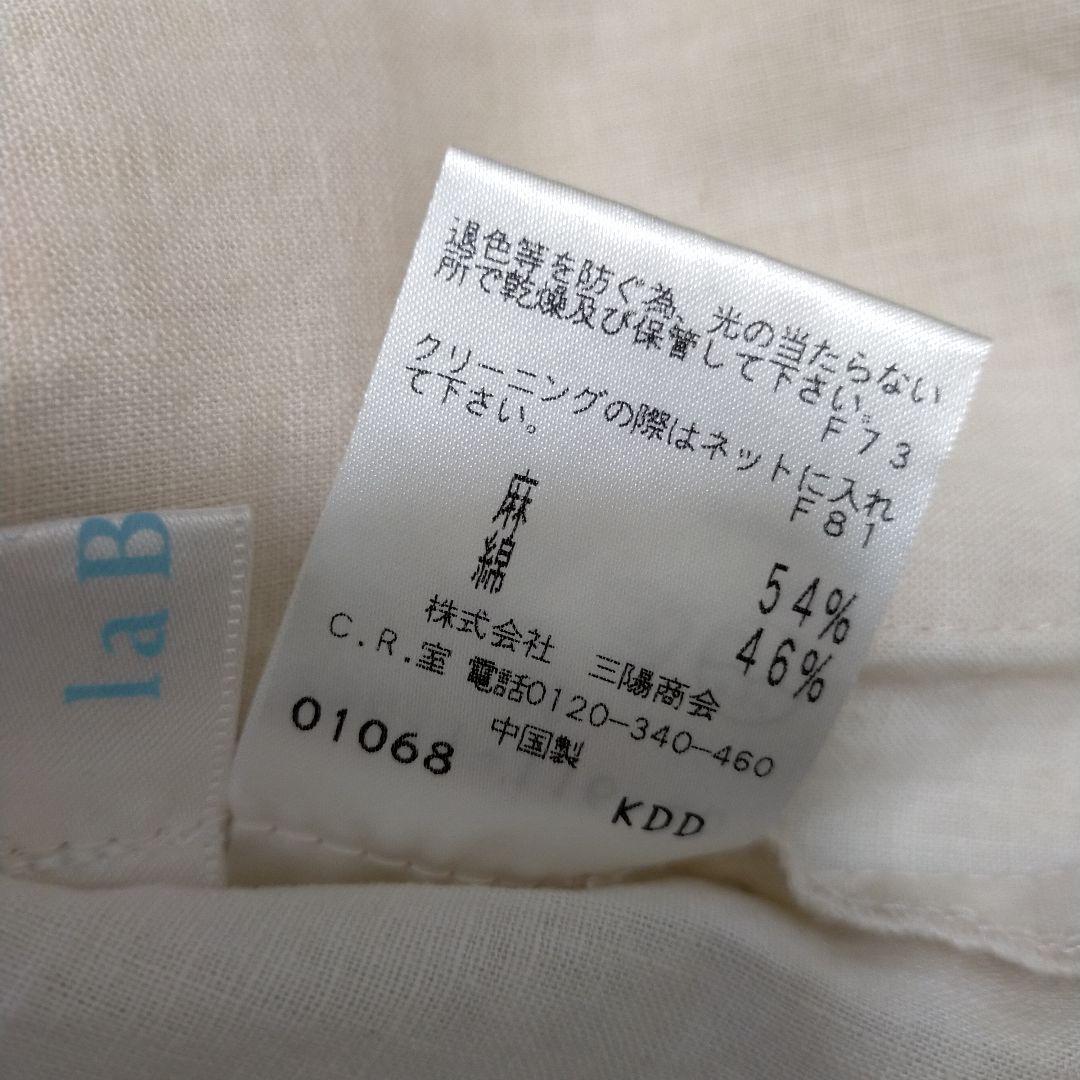 退色等を防ぐ為、光の当たらない
所で乾燥及び保管して下さい。
F73
クリーニングの際はネットに入れ
て下さい。
F81
麻 54%
綿 46%
株式会社 三陽商会
C.R.室 電話0120-340-460
中国製
01068
KDD
laB